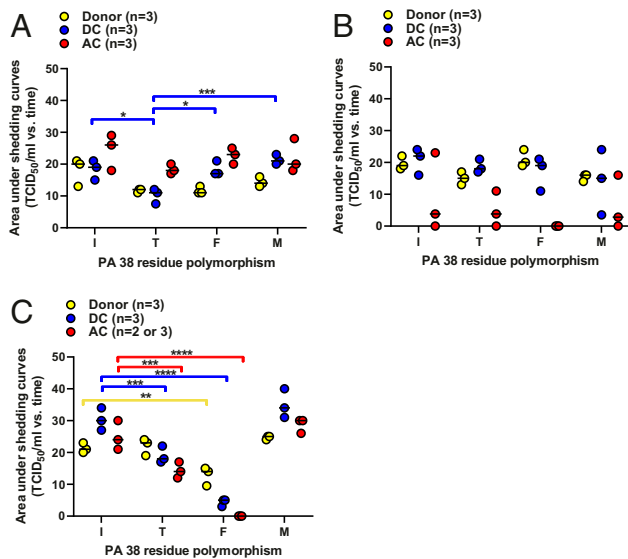 A
Donor (n=3)
DC (n=3)
AC (n=3)
Area under shedding curves
(TCID50/ml vs. time)
50
40
30
20
10
0
*
*
***
I T F M
PA 38 residue polymorphism
B
Donor (n=3)
DC (n=3)
AC (n=3)
Area under shedding curves
(TCID50/ml vs. time)
50
40
30
20
10
0
I T F M
PA 38 residue polymorphism
C
Donor (n=3)
DC (n=3)
AC (n=2 or 3)
Area under shedding curves
(TCID50/ml vs. time)
50
40
30
20
10
0
****
***
****
***
**
I T F M
PA 38 residue polymorphism